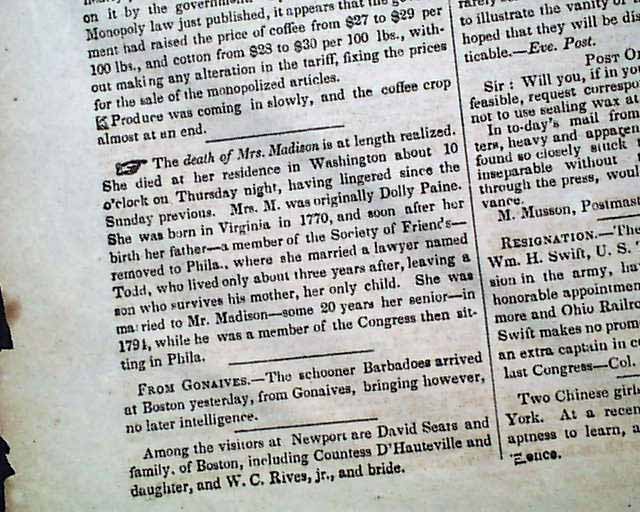 on it by the government.
Monopoly law just published, it appears that the
ment had raised the price of coffee from $27 to $29 per
100 lbs., and cotton from $28 to $30 per 100 lbs., with-
out making any alteration in the tariff, fixing the prices
for the sale of the monopolized articles.
Produce was coming in slowly, and the coffee crop
almost at an end.
☞ The death of Mrs. Madison is at length realized.
She died at her residence in Washington about 10
o'clock on Thursday night, having lingered since the
Sunday previous. Mrs. M. was originally Dolly Paine.
She was born in Virginia in 1770, and soon after her
birth her father—a member of the Society of Friends—
removed to Phila., where she married a lawyer named
Todd, who lived only about three years after, leaving a
son who survives his mother, her only child. She was
married to Mr. Madison—some 20 years her senior—in
1794, while he was a member of the Congress then sit-
ting in Phila.
FROM GONAIVES.—The schooner Barbadoes arrived
at Boston yesterday, from Gonaives, bringing however,
no later intelligence.
Among the visitors at Newport are David Sears and
family, of Boston, including Countess D'Hauteville and
daughter, and W. C. Rives, jr., and bride.
to illustrate the vanity of
hoped that they will be
ticable.—Eve. Post.
POST
Sir: Will you, if in
feasible, request
not to use sealing wax at
In to-day's mail from
ters, heavy and
found so closely stuck
inseparable without
through the press,
vance.
M. Musson,
RESIGNATION.—The
Wm. H. Swift, U. S.
sion in the army,
honorable appointment
more and Ohio
Swift makes no
an extra captain in
last Congress—Col.
Two Chinese
York. At a
aptness to learn,